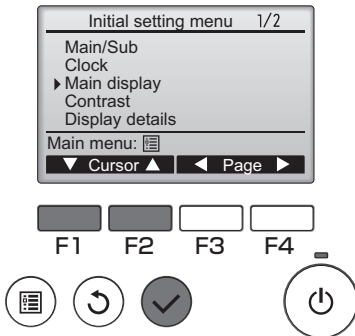 Initial setting menu 1/2
Main/Sub
Clock
Main display
Contrast
Display details
Main menu:
Cursor Page
F1 F2 F3 F4